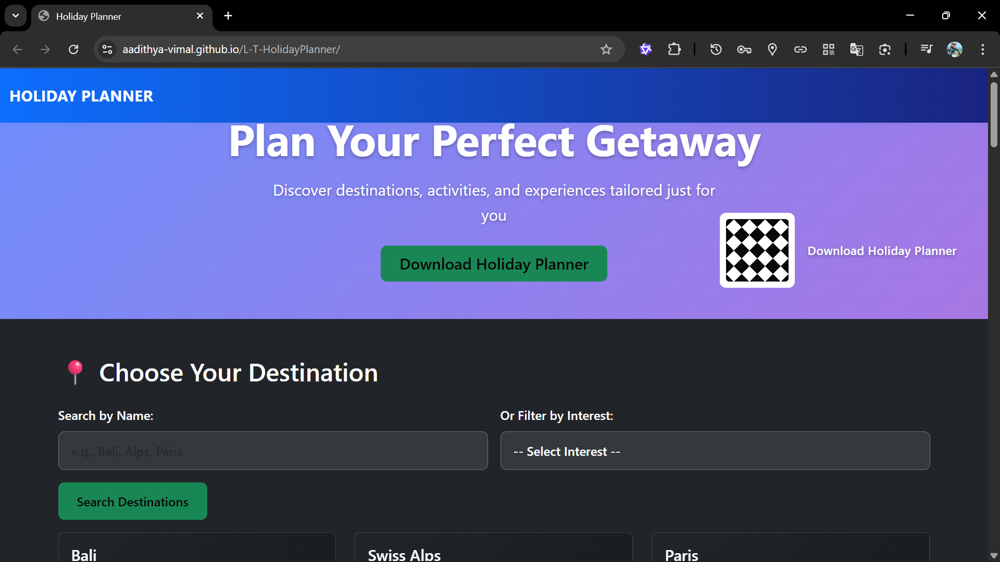 Holiday Planner
aadithya-vimal.github.io/L-T-HolidayPlanner/
HOLIDAY PLANNER
Plan Your Perfect Getaway
Discover destinations, activities, and experiences tailored just for
you
Download Holiday Planner
Download Holiday Planner
📍 Choose Your Destination
Search by Name:
Or Filter by Interest:
e.g., Bali, Alps, Paris
-- Select Interest --
Search Destinations
Bali
Swiss Alps
Paris